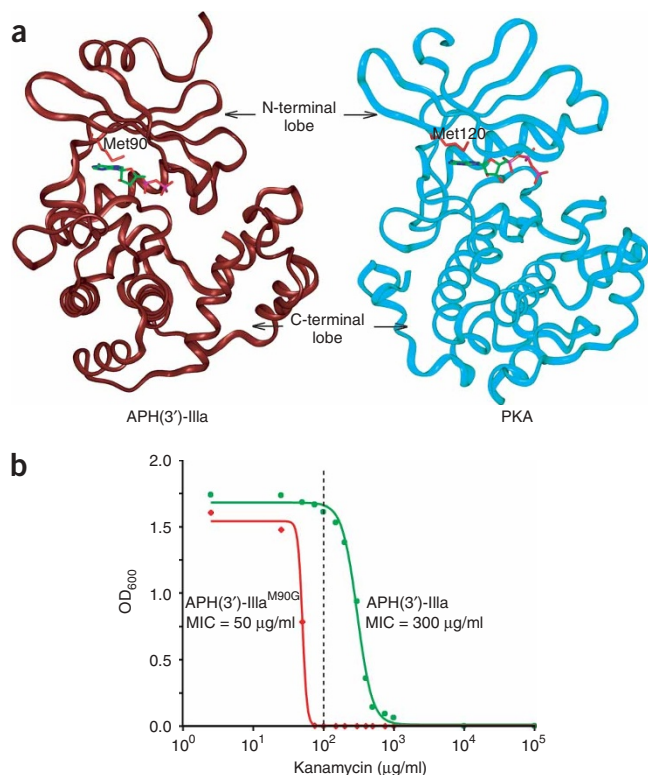 a
N-terminal
lobe
Met90
Met120
C-terminal
lobe
APH(3′)-IIIa
PKA
b
2.0
1.5
1.0
0.5
0.0
OD600
APH(3′)-IIIaM90G
MIC = 50 μg/ml
APH(3′)-IIIa
MIC = 300 μg/ml
10^0
10^1
10^2
10^3
10^4
10^5
Kanamycin (μg/ml)